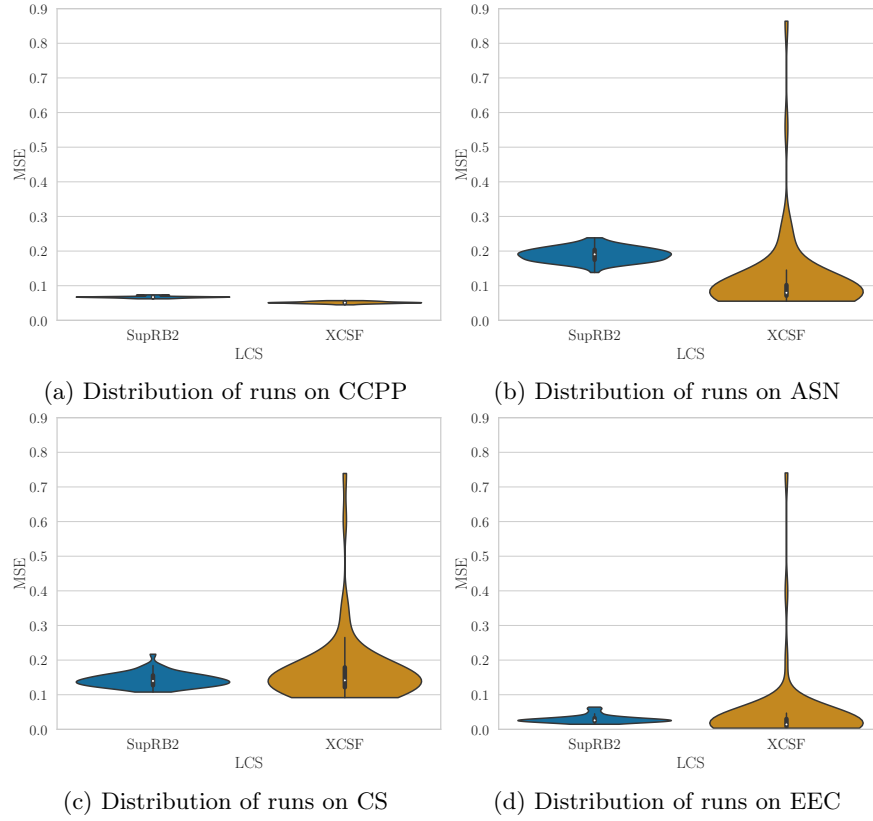 0.9
0.8
0.7
0.6
0.5
0.4
0.3
0.2
0.1
0.0
MSE
SupRB2 XCSF
LCS
(a) Distribution of runs on CCPP
0.9
0.8
0.7
0.6
0.5
0.4
0.3
0.2
0.1
0.0
MSE
SupRB2 XCSF
LCS
(b) Distribution of runs on ASN
0.9
0.8
0.7
0.6
0.5
0.4
0.3
0.2
0.1
0.0
MSE
SupRB2 XCSF
LCS
(c) Distribution of runs on CS
0.9
0.8
0.7
0.6
0.5
0.4
0.3
0.2
0.1
0.0
MSE
SupRB2 XCSF
LCS
(d) Distribution of runs on EEC